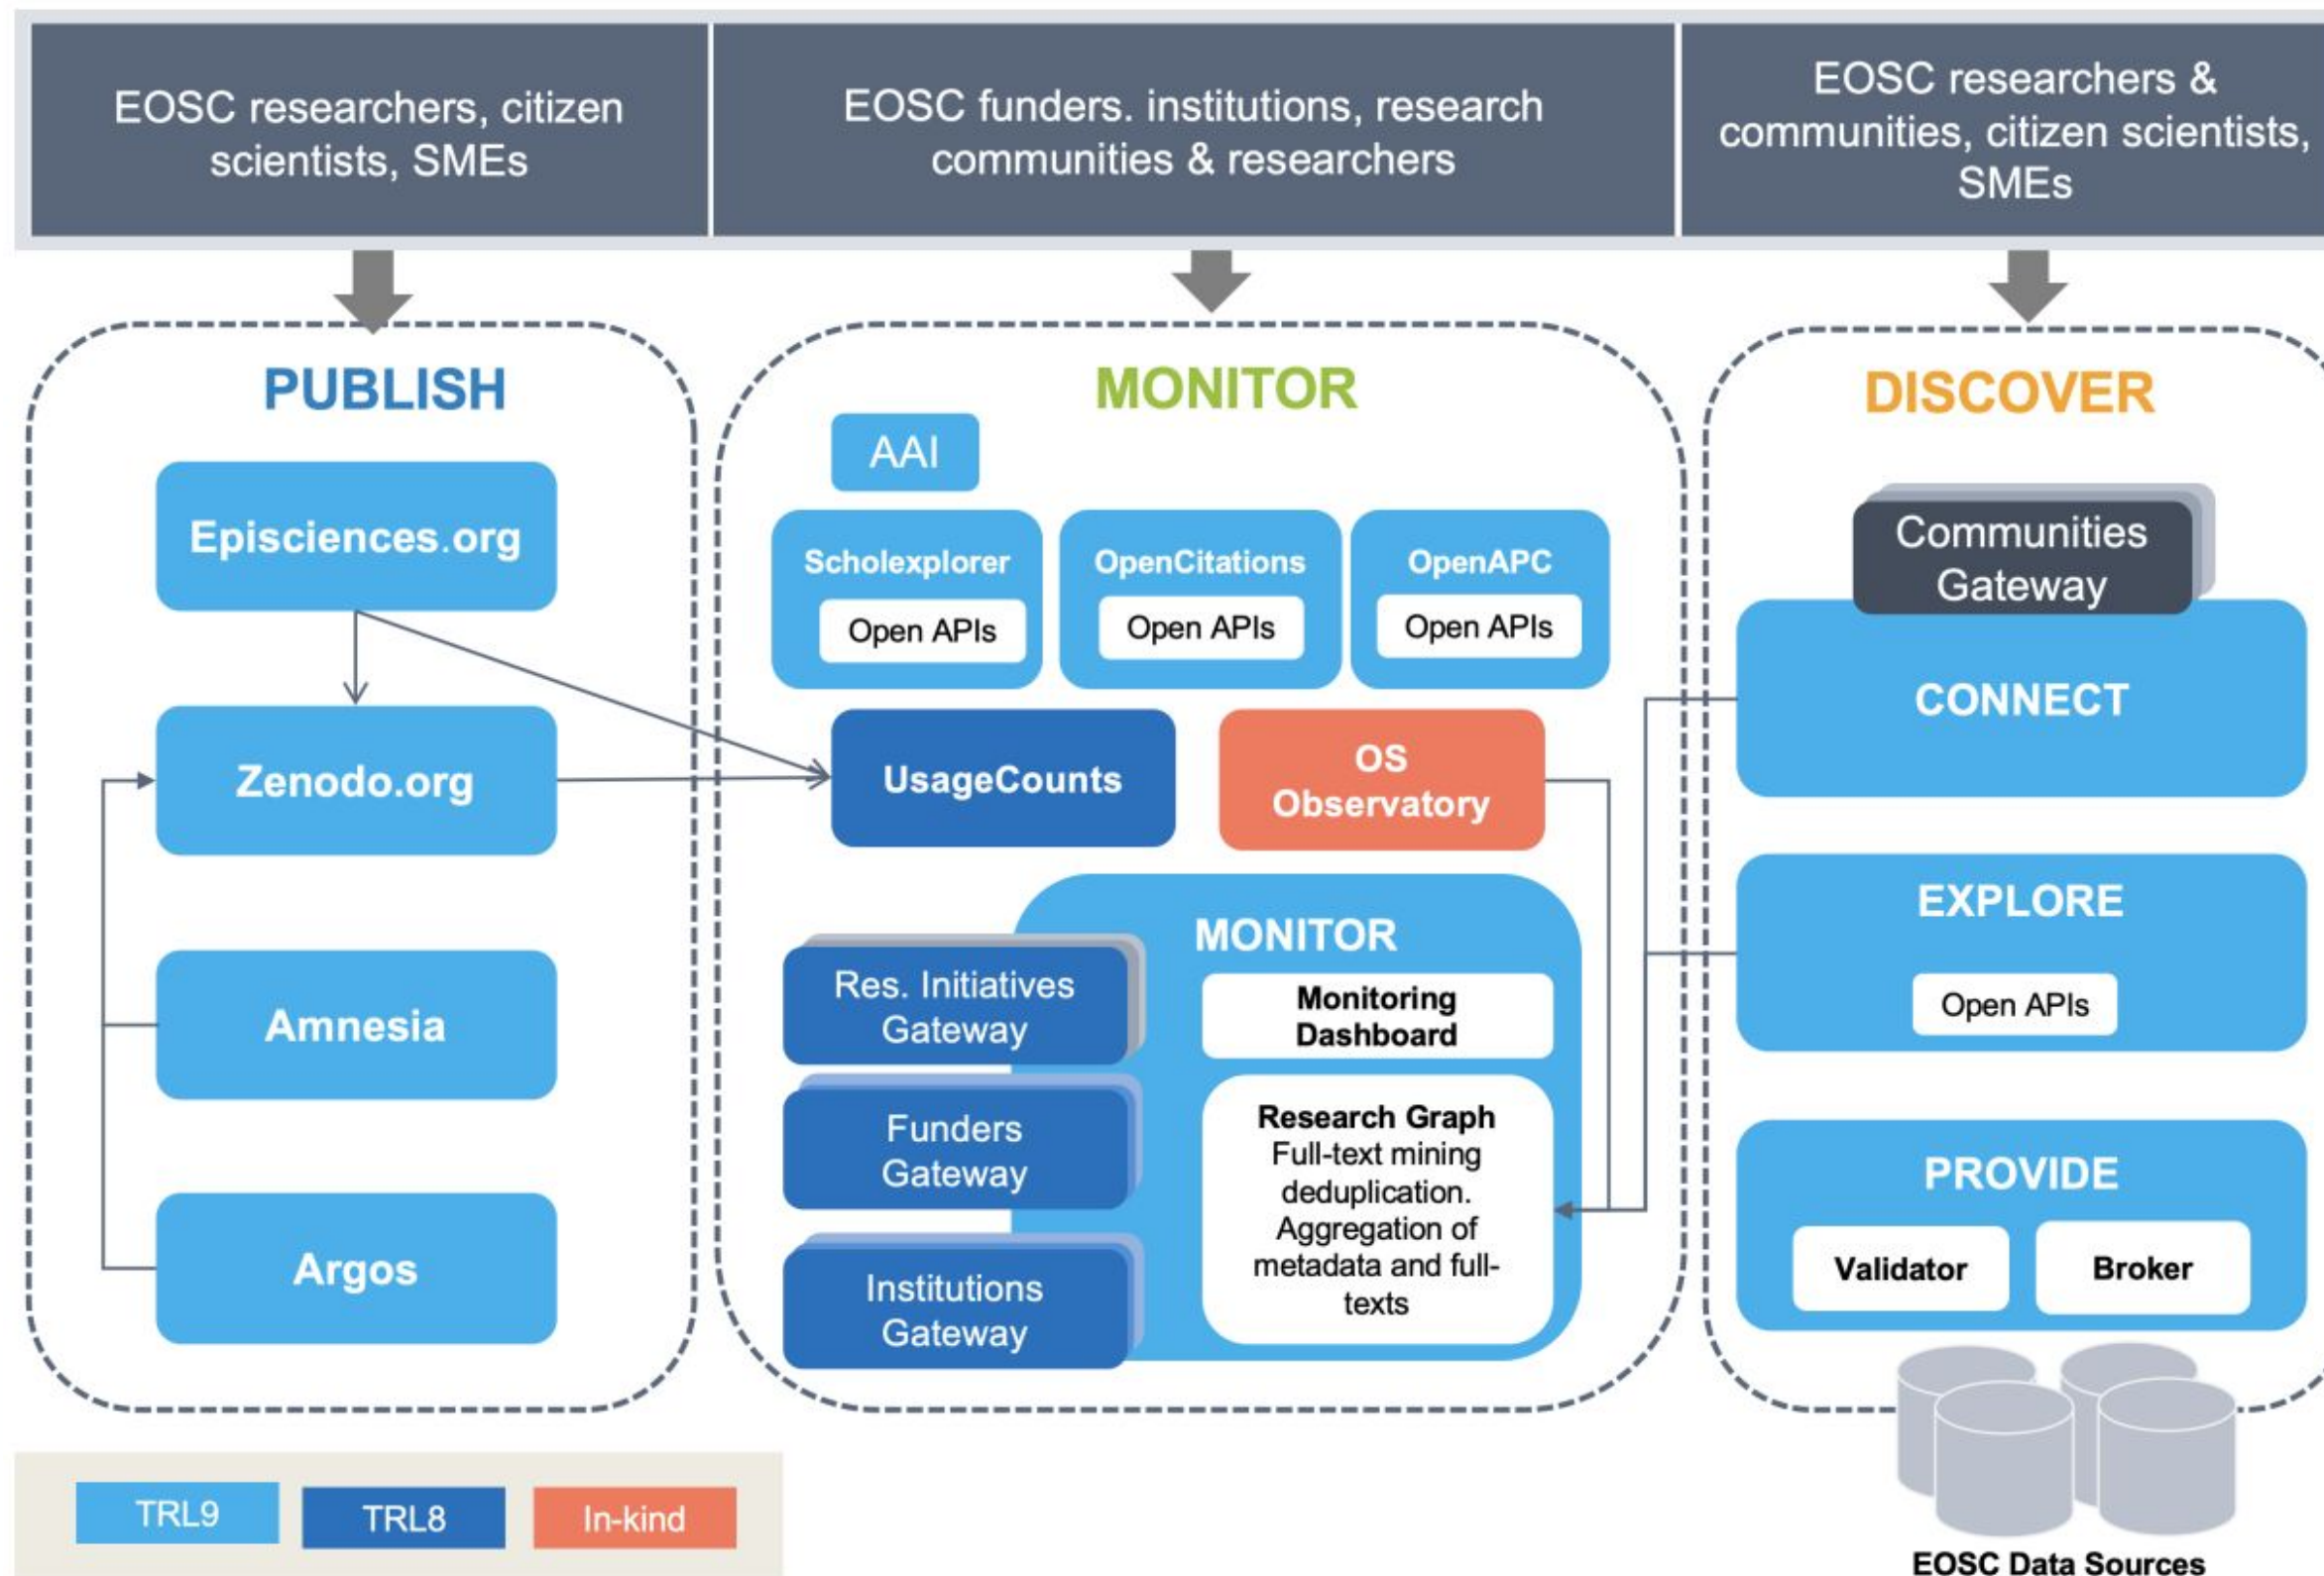 EOSC researchers, citizen
scientists, SMEs
EOSC funders. institutions, research
communities & researchers
EOSC researchers &
communities, citizen scientists,
SMEs
PUBLISH
Episciences.org
Zenodo.org
Amnesia
Argos
MONITOR
AAI
Scholexplorer
Open APIs
OpenCitations
Open APIs
OpenAPC
Open APIs
UsageCounts
OS
Observatory
MONITOR
Res. Initiatives
Gateway
Funders
Gateway
Institutions
Gateway
Monitoring
Dashboard
Research Graph
Full-text mining
deduplication.
Aggregation of
metadata and full-
texts
DISCOVER
Communities
Gateway
CONNECT
EXPLORE
Open APIs
PROVIDE
Validator
Broker
EOSC Data Sources
TRL9
TRL8
In-kind